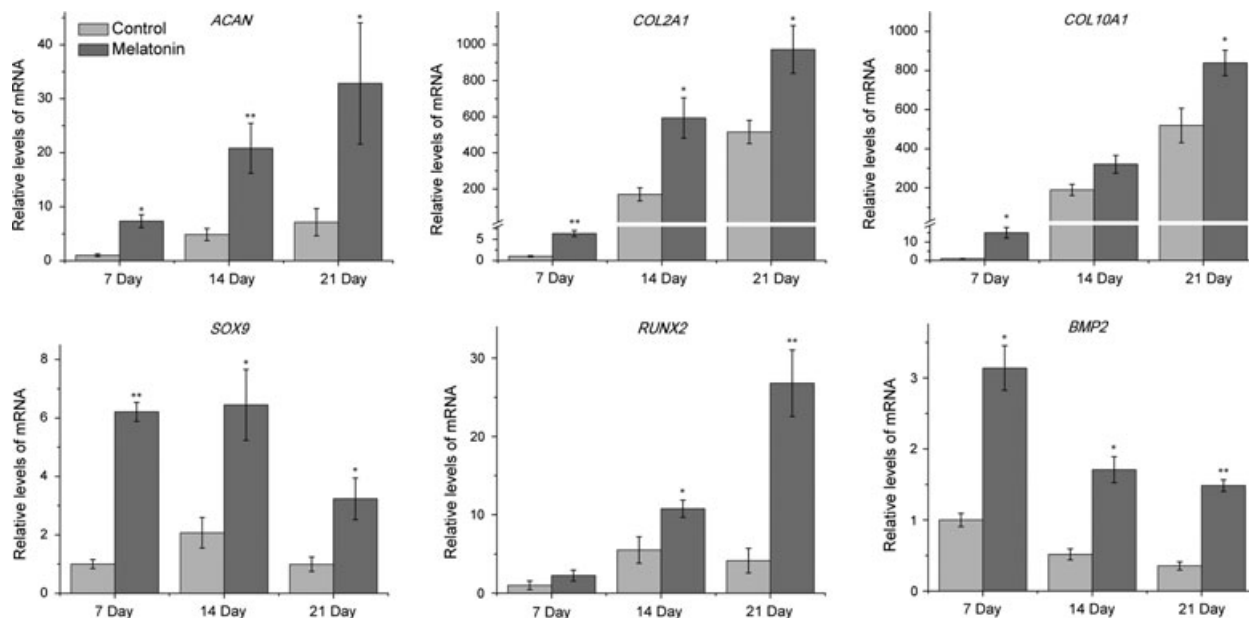 ACAN
Control
Melatonin
Relative levels of mRNA
40
30
20
10
0
*
**
*
7 Day
14 Day
21 Day
COL2A1
Relative levels of mRNA
1000
800
600
400
200
5
0
**
*
*
7 Day
14 Day
21 Day
COL10A1
Relative levels of mRNA
1000
800
600
400
200
10
0
*
*
7 Day
14 Day
21 Day
SOX9
Relative levels of mRNA
8
6
4
2
0
**
*
*
7 Day
14 Day
21 Day
RUNX2
Relative levels of mRNA
30
20
10
0
*
**
7 Day
14 Day
21 Day
BMP2
Relative levels of mRNA
3
2
1
0
*
*
**
7 Day
14 Day
21 Day